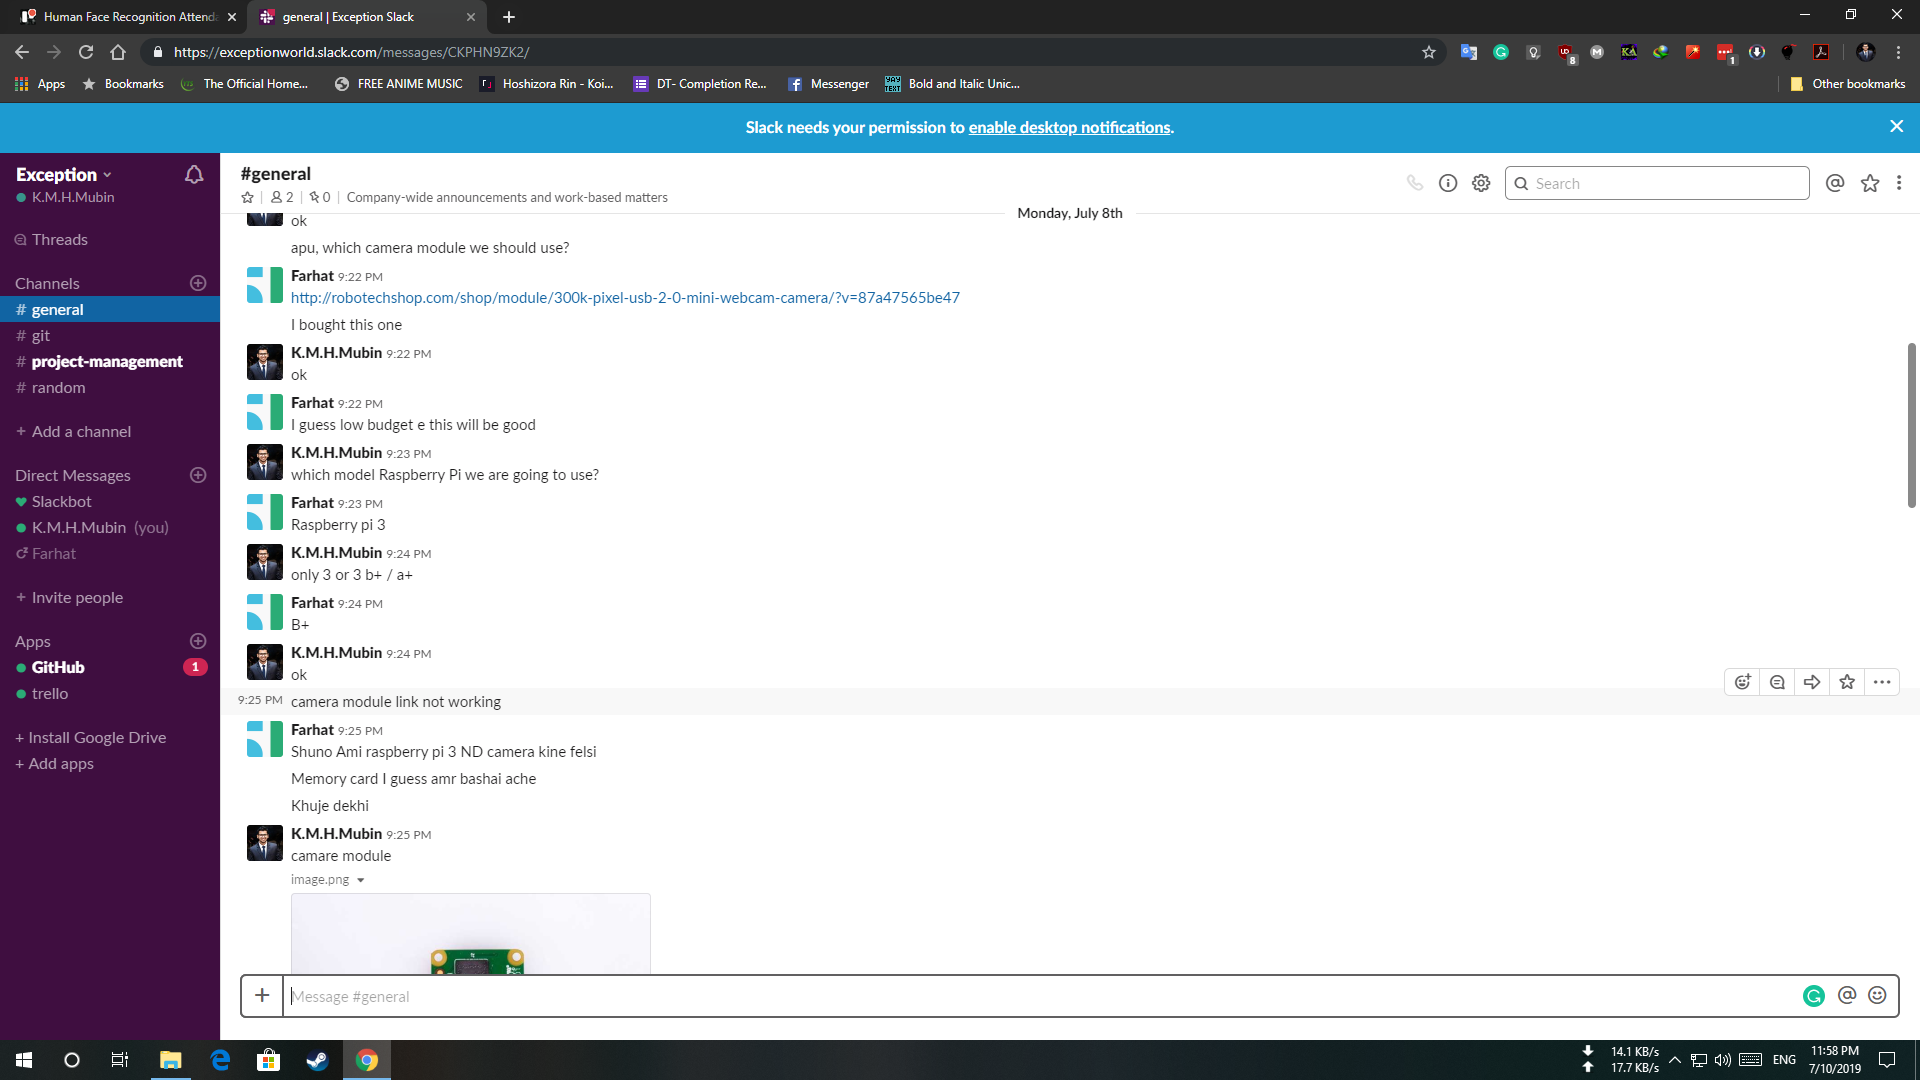 Human Face Recognition Attend
general | Exception Slack
https://exceptionworld.slack.com/messages/CKPHN9ZK2/
8
1
Apps
Bookmarks
The Official Home...
FREE ANIME MUSIC
Hoshizora Rin - Koi...
DT- Completion Re...
Messenger
Bold and Italic Unic...
Other bookmarks
Slack needs your permission to enable desktop notifications.
Exception
K.M.H.Mubin
Threads
Channels
# general
# git
# project-management
# random
+ Add a channel
Direct Messages
Slackbot
K.M.H.Mubin (you)
Farhat
+ Invite people
Apps
GitHub 1
trello
+ Install Google Drive
+ Add apps
#general
2 | 0 | Company-wide announcements and work-based matters
Search
Monday, July 8th
ok
apu, which camera module we should use?
Farhat 9:22 PM
http://robotechshop.com/shop/module/300k-pixel-usb-2-0-mini-webcam-camera/?v=87a47565be47
I bought this one
K.M.H.Mubin 9:22 PM
ok
Farhat 9:22 PM
I guess low budget e this will be good
K.M.H.Mubin 9:23 PM
which model Raspberry Pi we are going to use?
Farhat 9:23 PM
Raspberry pi 3
K.M.H.Mubin 9:24 PM
only 3 or 3 b+ / a+
Farhat 9:24 PM
B+
K.M.H.Mubin 9:24 PM
ok
9:25 PM camera module link not working
Farhat 9:25 PM
Shuno Ami raspberry pi 3 ND camera kine felsi
Memory card I guess amr bashai ache
Khuje dekhi
K.M.H.Mubin 9:25 PM
camare module
image.png
Message #general
14.1 KB/s
17.7 KB/s
ENG
11:58 PM
7/10/2019